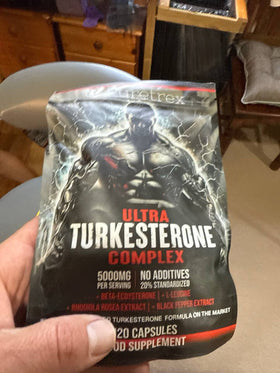 ULTRA
TURKESTERONE
COMPLEX
5000MG
PER SERVING
NO ADDITIVES
20% STANDARDIZED
• BETA-ECDYSTERONE • L-LEUCINE
• RHODIOLA ROSEA EXTRACT • BLACK PEPPER EXTRACT
TURKESTERONE FORMULA ON THE MARKET
120 CAPSULES
SUPPLEMENT